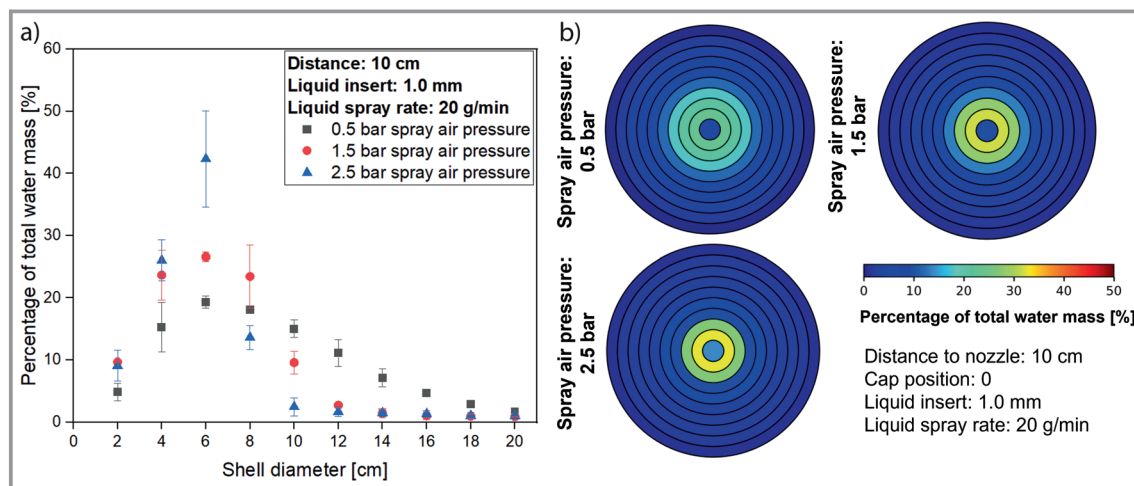 a)
Percentage of total water mass [%]
60
50
40
30
20
10
0
0 2 4 6 8 10 12 14 16 18 20
Shell diameter [cm]
Distance: 10 cm
Liquid insert: 1.0 mm
Liquid spray rate: 20 g/min
0.5 bar spray air pressure
1.5 bar spray air pressure
2.5 bar spray air pressure
b)
Spray air pressure:
0.5 bar
Spray air pressure:
1.5 bar
Spray air pressure:
2.5 bar
0 10 20 30 40 50
Percentage of total water mass [%]
Distance to nozzle: 10 cm
Cap position: 0
Liquid insert: 1.0 mm
Liquid spray rate: 20 g/min